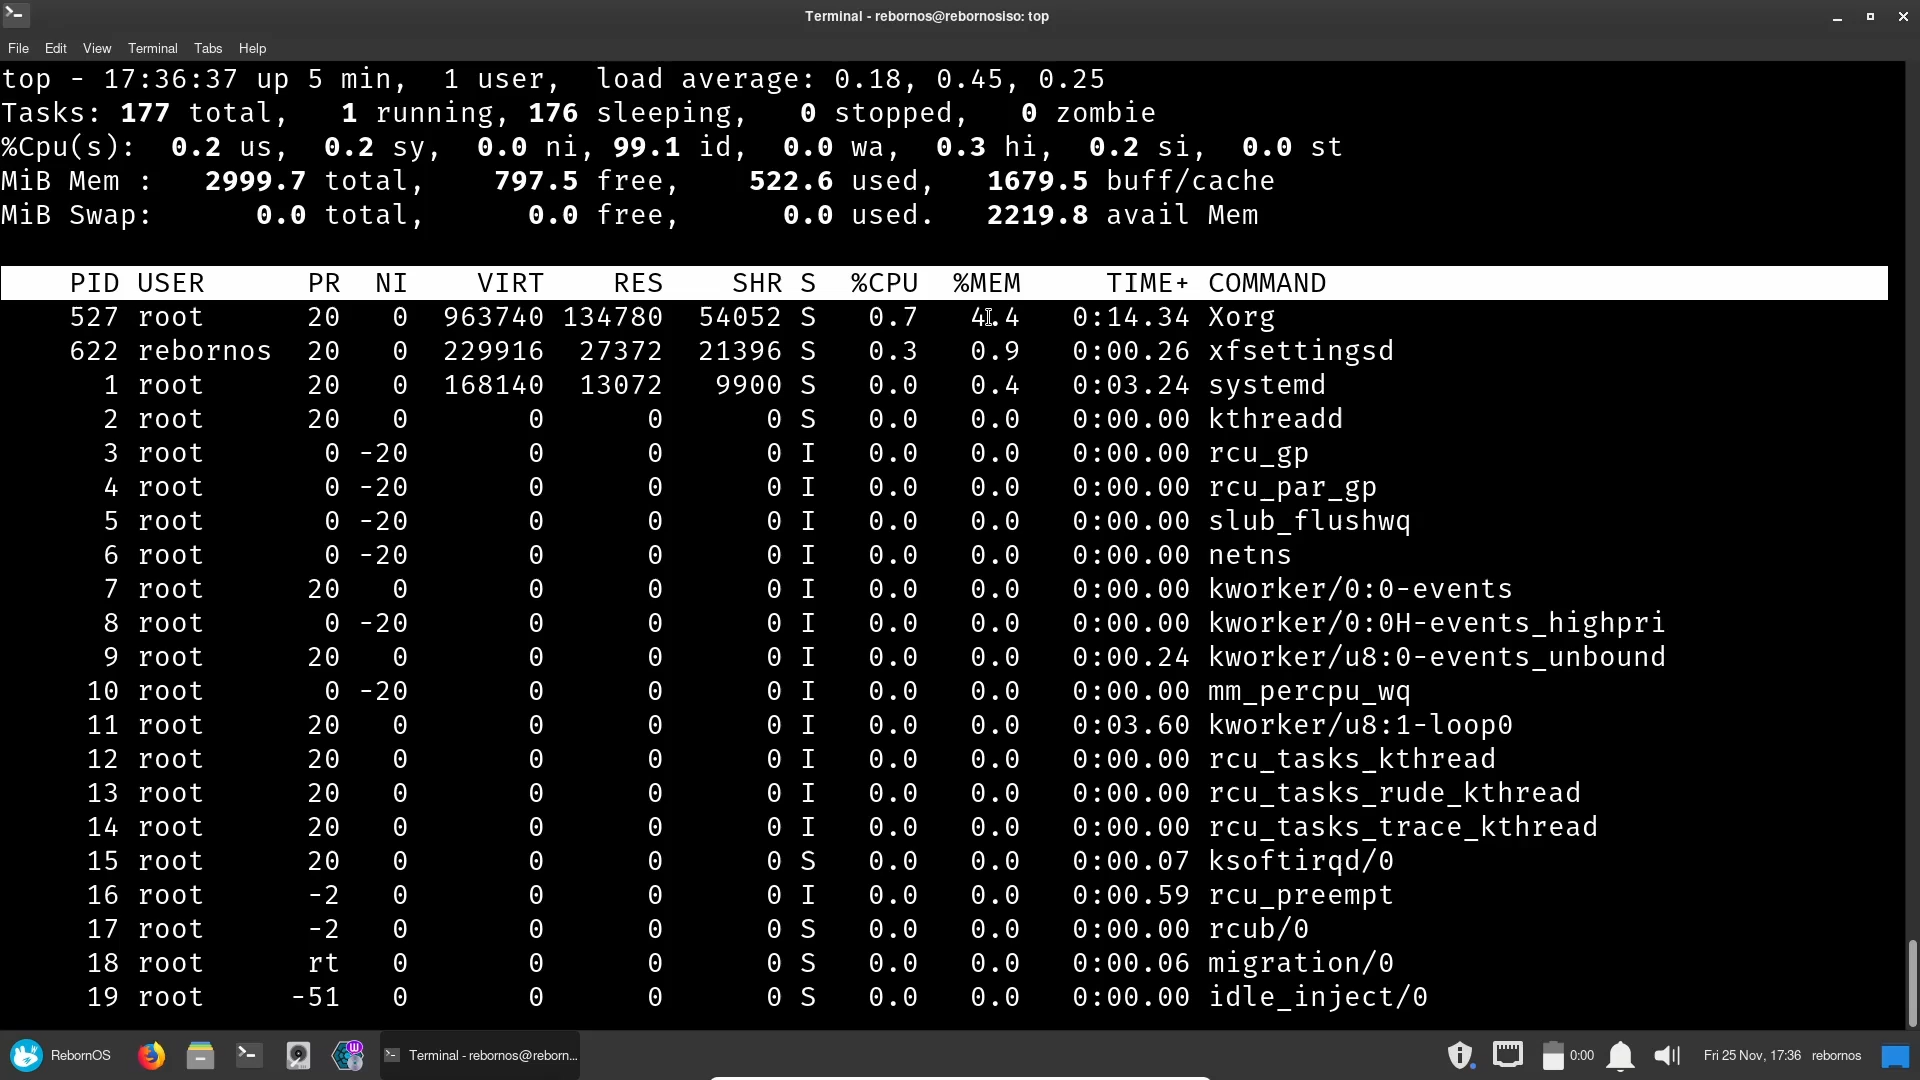 Terminal - rebornos@rebornosiso: top
File Edit View Terminal Tabs Help
top - 17:36:37 up 5 min,  1 user,  load average: 0.18, 0.45, 0.25
Tasks: 177 total,   1 running, 176 sleeping,   0 stopped,   0 zombie
%Cpu(s):  0.2 us,  0.2 sy,  0.0 ni, 99.1 id,  0.0 wa,  0.3 hi,  0.2 si,  0.0 st
MiB Mem :   2999.7 total,    797.5 free,    522.6 used,   1679.5 buff/cache
MiB Swap:      0.0 total,      0.0 free,      0.0 used.   2219.8 avail Mem
PID USER PR NI VIRT RES SHR S %CPU %MEM TIME+ COMMAND
527 root 20 0 963740 134780 54052 S 0.7 4.4 0:14.34 Xorg
622 rebornos 20 0 229916 27372 21396 S 0.3 0.9 0:00.26 xfsettingsd
1 root 20 0 168140 13072 9900 S 0.0 0.4 0:03.24 systemd
2 root 20 0 0 0 0 S 0.0 0.0 0:00.00 kthreadd
3 root 0 -20 0 0 0 I 0.0 0.0 0:00.00 rcu_gp
4 root 0 -20 0 0 0 I 0.0 0.0 0:00.00 rcu_par_gp
5 root 0 -20 0 0 0 I 0.0 0.0 0:00.00 slub_flushwq
6 root 0 -20 0 0 0 I 0.0 0.0 0:00.00 netns
7 root 20 0 0 0 0 I 0.0 0.0 0:00.00 kworker/0:0-events
8 root 0 -20 0 0 0 I 0.0 0.0 0:00.00 kworker/0:0H-events_highpri
9 root 20 0 0 0 0 I 0.0 0.0 0:00.24 kworker/u8:0-events_unbound
10 root 0 -20 0 0 0 I 0.0 0.0 0:00.00 mm_percpu_wq
11 root 20 0 0 0 0 I 0.0 0.0 0:03.60 kworker/u8:1-loop0
12 root 20 0 0 0 0 I 0.0 0.0 0:00.00 rcu_tasks_kthread
13 root 20 0 0 0 0 I 0.0 0.0 0:00.00 rcu_tasks_rude_kthread
14 root 20 0 0 0 0 I 0.0 0.0 0:00.00 rcu_tasks_trace_kthread
15 root 20 0 0 0 0 S 0.0 0.0 0:00.07 ksoftirqd/0
16 root -2 0 0 0 0 I 0.0 0.0 0:00.59 rcu_preempt
17 root -2 0 0 0 0 S 0.0 0.0 0:00.00 rcub/0
18 root rt 0 0 0 0 S 0.0 0.0 0:00.06 migration/0
19 root -51 0 0 0 0 S 0.0 0.0 0:00.00 idle_inject/0
RebornOS Terminal - rebornos@reborn... 0:00 Fri 25 Nov, 17:36 rebornos